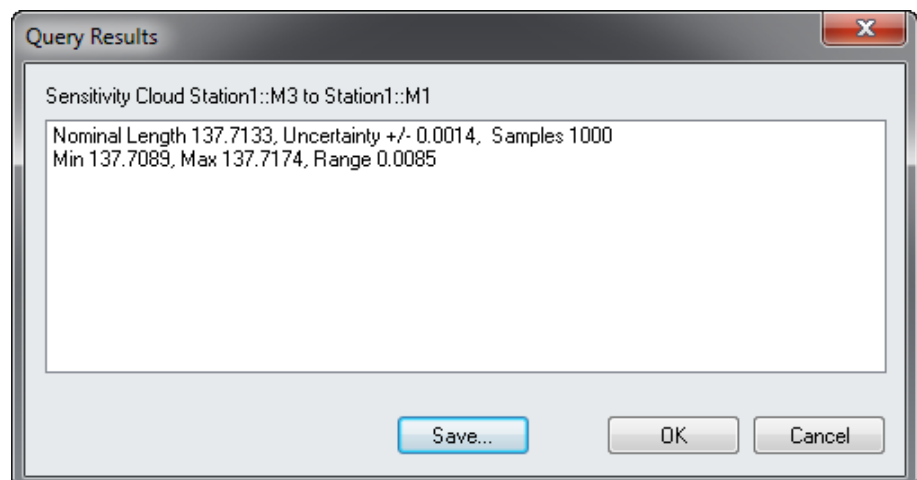 Query Results
X
Sensitivity Cloud Station1::M3 to Station1::M1
Nominal Length 137.7133, Uncertainty +/- 0.0014,  Samples 1000
Min 137.7089, Max 137.7174, Range 0.0085
Save... OK Cancel